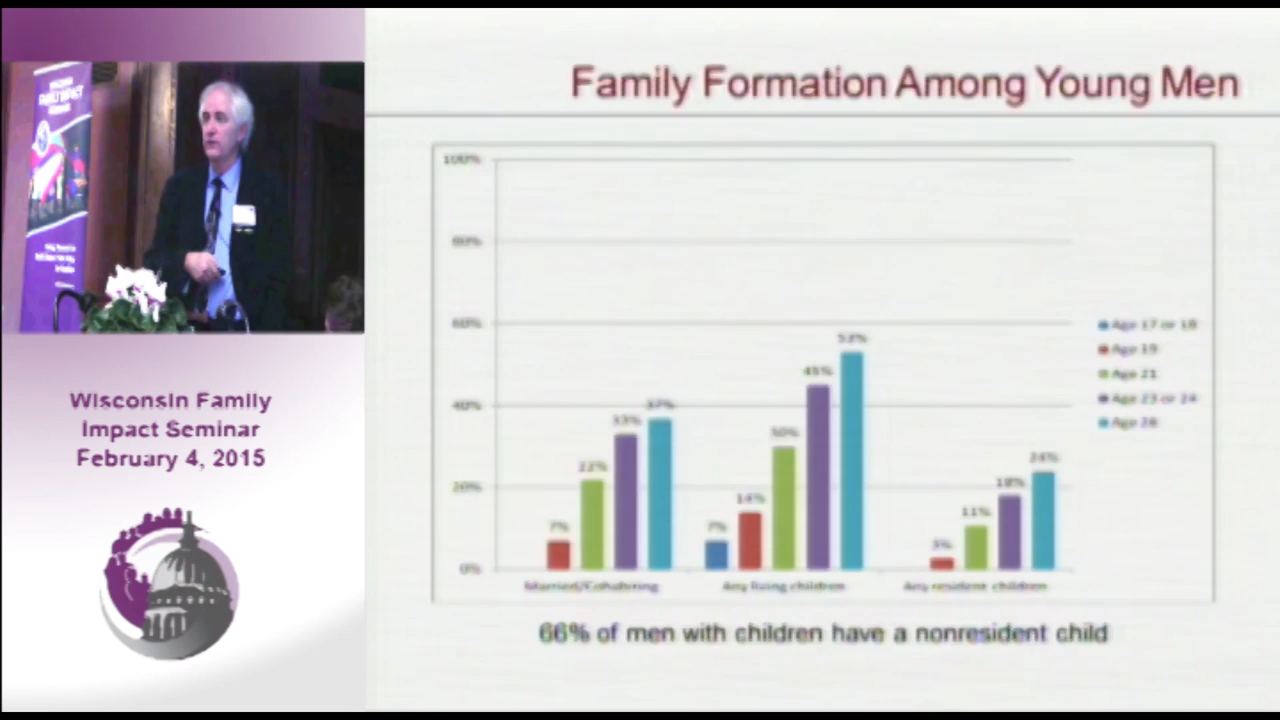 Family Formation Among Young Men
100%
80%
60%
40%
20%
0%
7%
22%
33%
37%
7%
14%
30%
45%
53%
3%
11%
18%
24%
Married/Cohabiting
Any living children
Any resident children
Age 17 or 18
Age 19
Age 21
Age 23 or 24
Age 26
66% of men with children have a nonresident child
Wisconsin Family
Impact Seminar
February 4, 2015